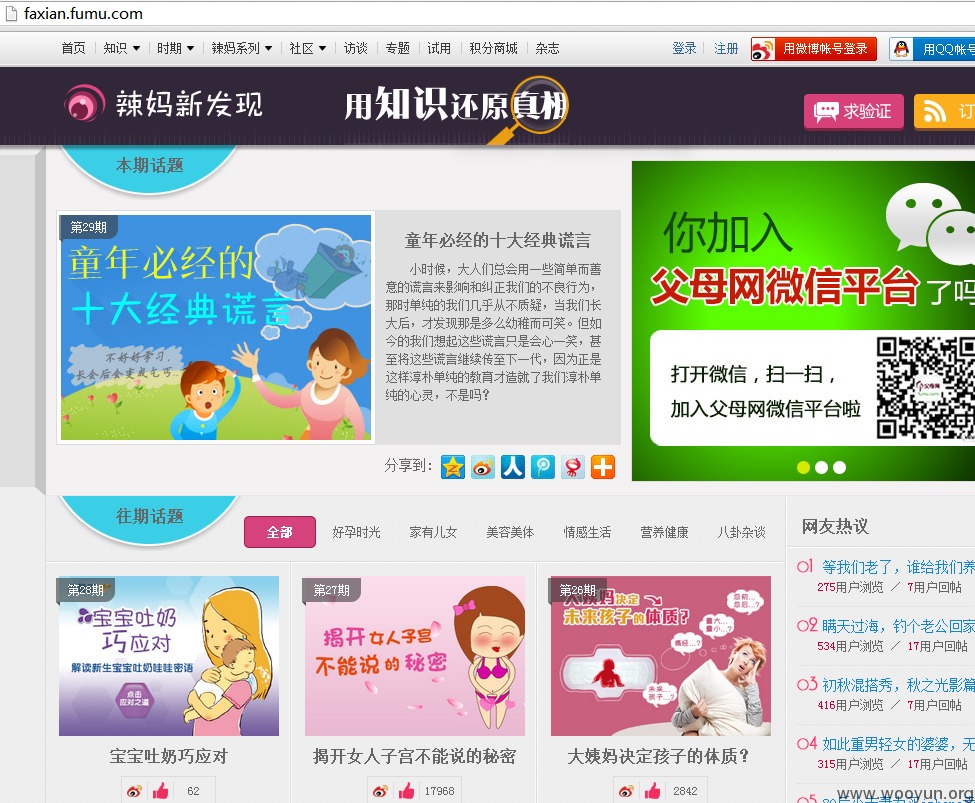 faxian.fumu.com
首页 知识 时期 辣妈系列 社区 访谈 专题 试用 积分商城 杂志 登录 注册 用微博帐号登录 用QQ帐号
辣妈新发现 用知识还原真相 求验证 订
本期话题
第29期
童年必经的
十大经典谎言
不好好学习，
长会后会变成乞丐..
童年必经的十大经典谎言
小时候，大人们总会用一些简单而善
意的谎言来影响和纠正我们的不良行为，
那时单纯的我们几乎从不质疑，当我们长
大后，才发现那是多么幼稚而可笑。但如
今的我们想起这些谎言只是会心一笑，甚
至将这些谎言继续传至下一代，因为正是
这样淳朴单纯的教育才造就了我们淳朴单
纯的心灵，不是吗？
分享到：
你加入
父母网微信平台了吗
打开微信，扫一扫，
加入父母网微信平台啦
父母网
往期话题
全部 好孕时光 家有儿女 美容美体 情感生活 营养健康 八卦杂谈
第28期
宝宝吐奶
巧应对
解读新生宝宝吐奶哇哇密语
点击
应对之道
宝宝吐奶巧应对
62
第27期
揭开女人子宫
不能说的秘密
揭开女人子宫不能说的秘密
17968
第26期
大姨妈决定
未来孩子的体质？
忽前...
忽后...?
量大...
量小...?
痛经...?
未来...
孩子...?
大姨妈决定孩子的体质？
2842
网友热议
01 等我们老了，谁给我们养
275用户浏览 ／ 7用户回帖
02 瞒天过海，钓个老公回家
534用户浏览 ／ 17用户回帖
03 初秋混搭秀，秋之光影篇
416用户浏览 ／ 7用户回帖
04 如此重男轻女的婆婆，无
315用户浏览 ／ 17用户回帖
05
www.wooyun.org